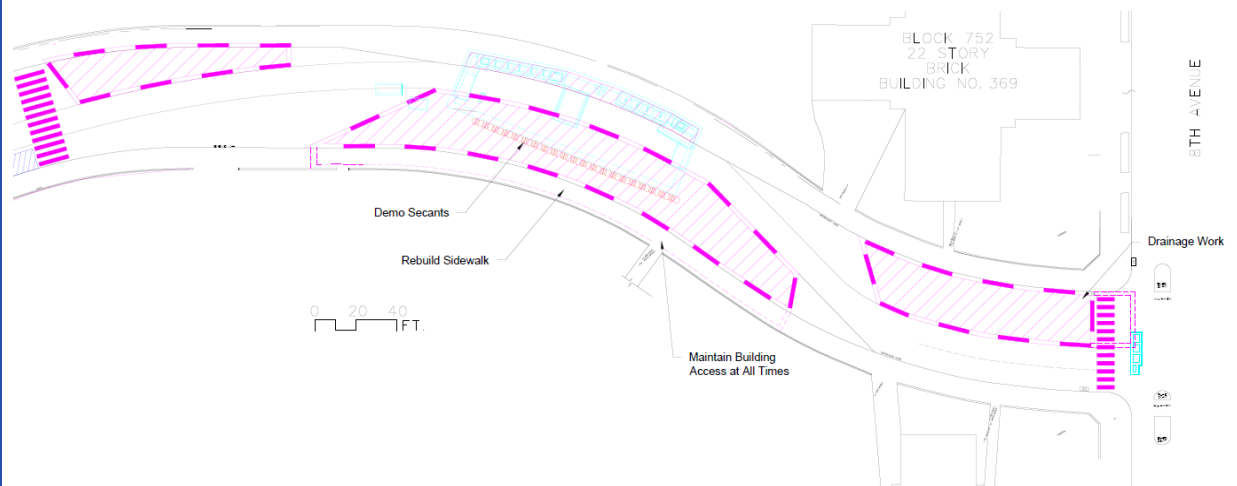 BLOCK 752
22 STORY
BRICK
BUILDING NO. 369
8TH AVENUE
Demo Secants
Drainage Work
Rebuild Sidewalk
0 20 40
FT.
Maintain Building
Access at All Times